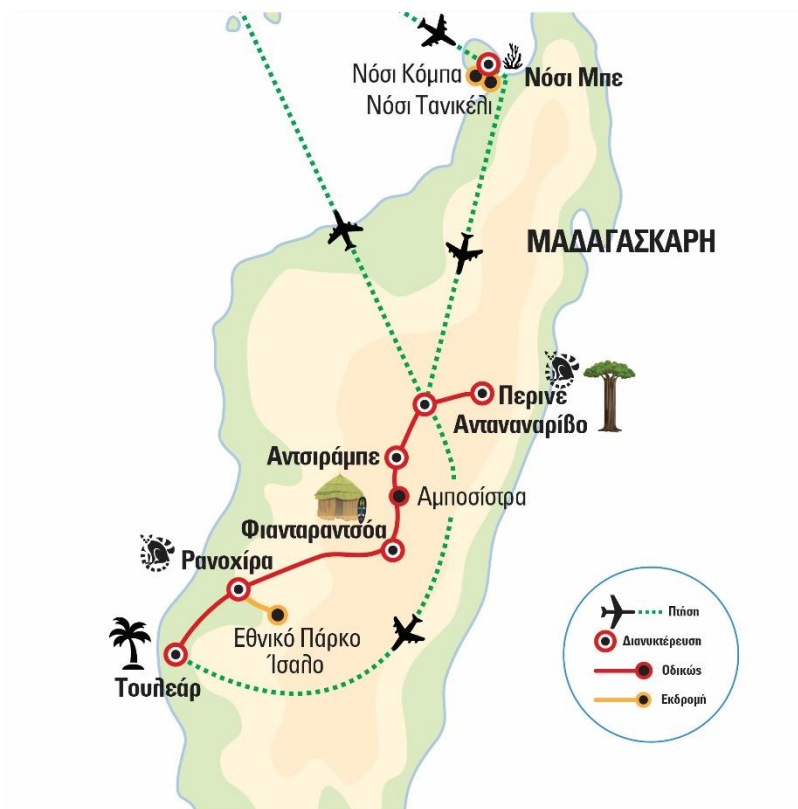 Νόσι Κόμπα
Νόσι Μπε
Νόσι Τανικέλι
ΜΑΔΑΓΑΣΚΑΡΗ
Περινέ
Ανταναναρίβο
Αντσιράμπε
Αμποσίστρα
Φιανταραντσόα
Ρανοχίρα
Εθνικό Πάρκο
Ίσαλο
Τουλεάρ
Πτήση
Διανυκτέρευση
Οδικώς
Εκδρομή